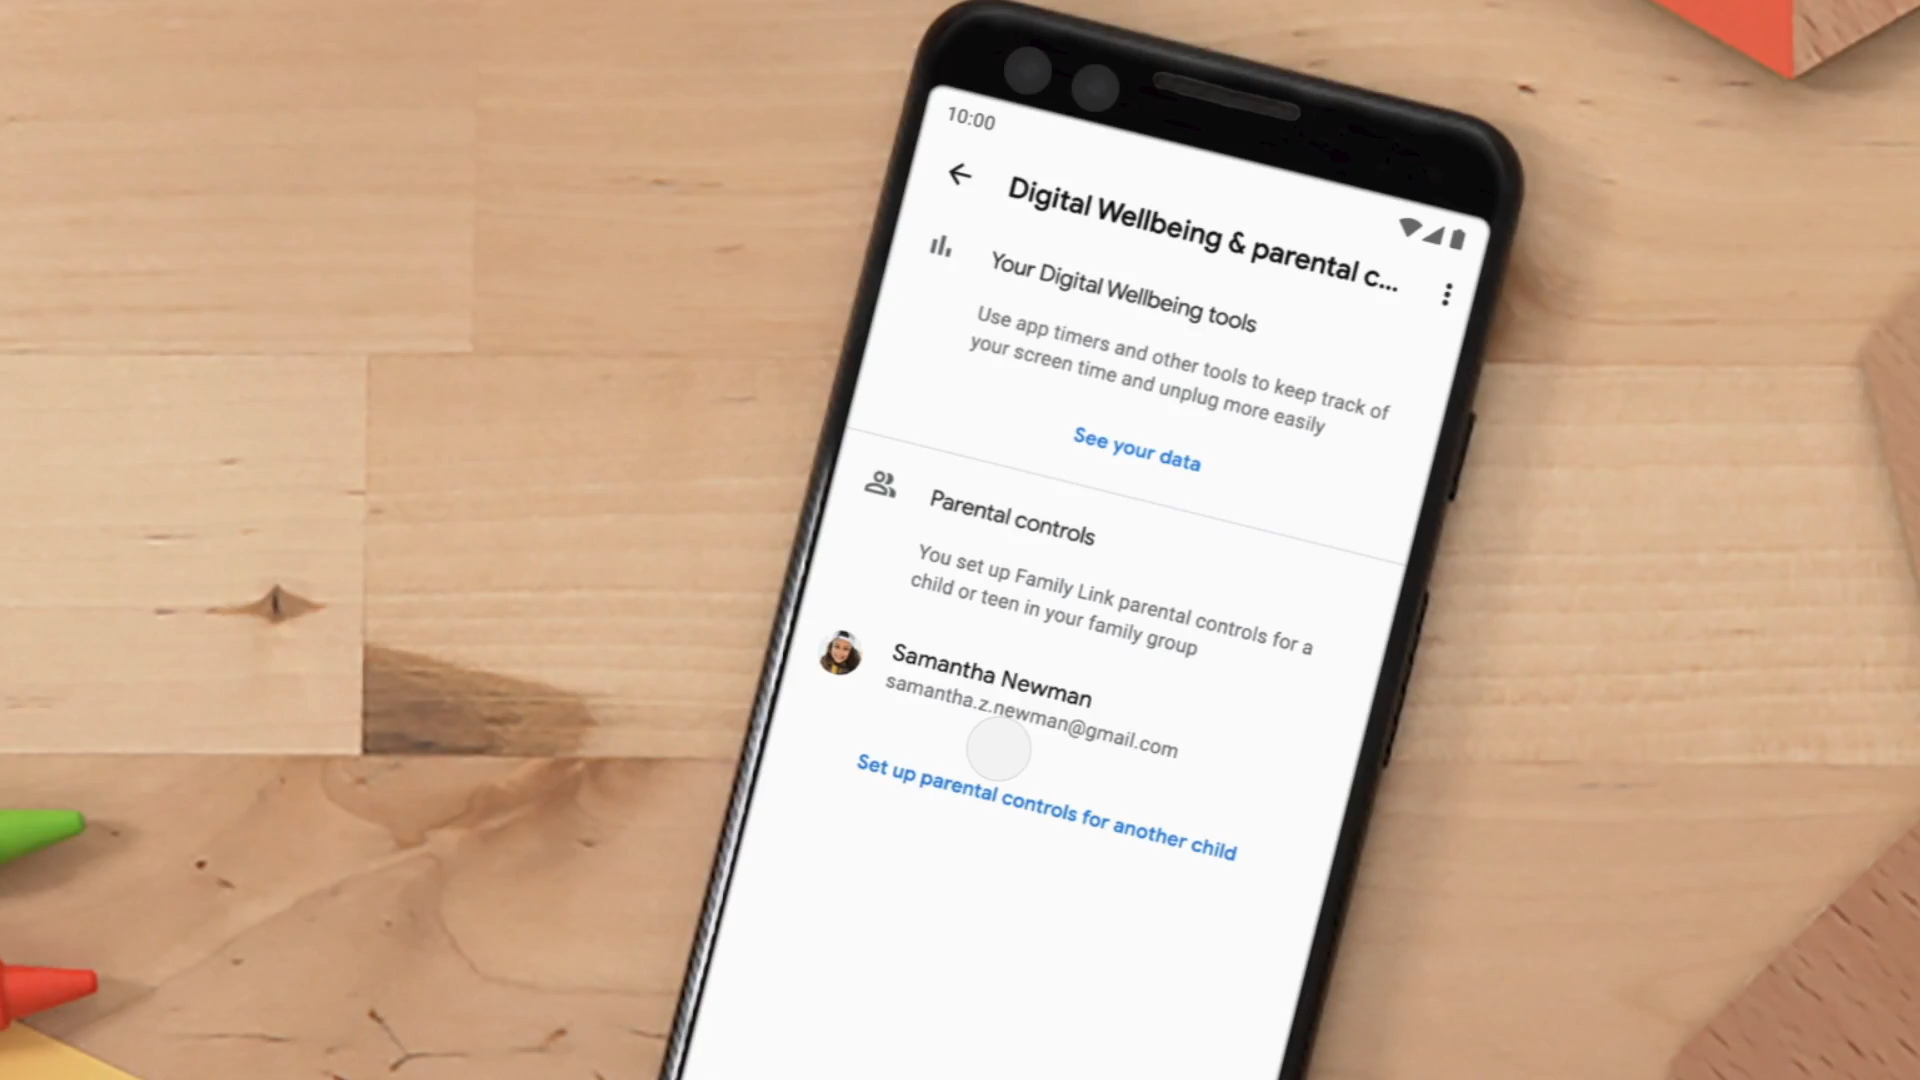 10:00
Digital Wellbeing & parental c...
Your Digital Wellbeing tools
Use app timers and other tools to keep track of
your screen time and unplug more easily
See your data
Parental controls
You set up Family Link parental controls for a
child or teen in your family group
Samantha Newman
samantha.z.newman@gmail.com
Set up parental controls for another child